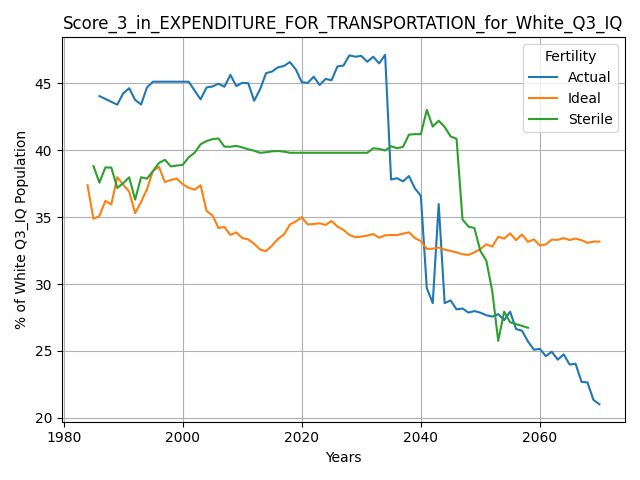 Score_3_in_EXPENDITURE_FOR_TRANSPORTATION_for_White_Q3_IQ
% of White Q3_IQ Population
45
40
35
30
25
20
Fertility
Actual
Ideal
Sterile
1980
2000
2020
2040
2060
Years